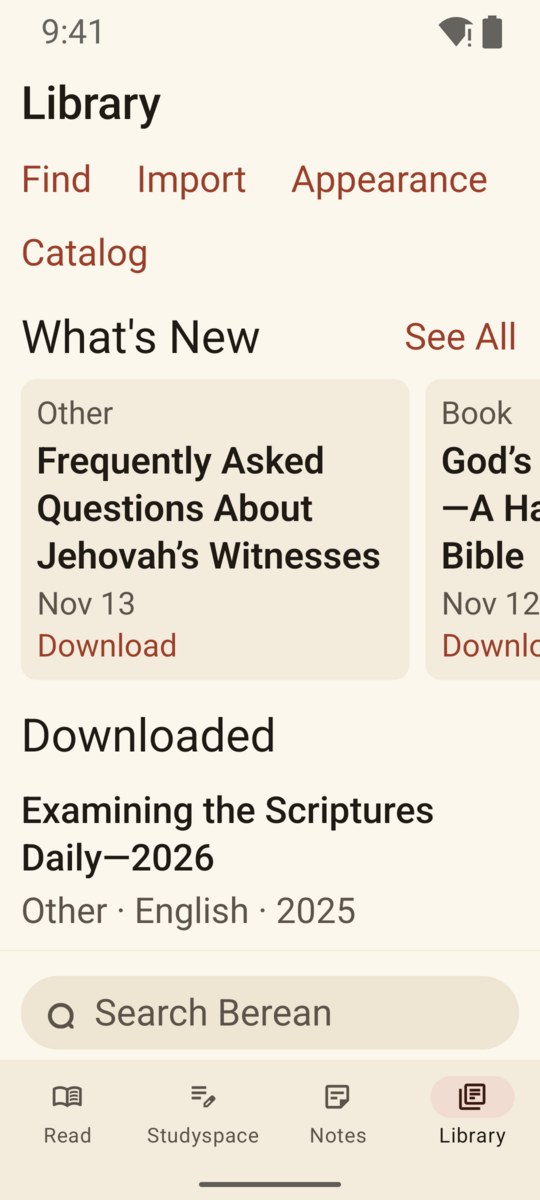 9:41
Library
Find Import Appearance
Catalog
What's New See All
Other
Frequently Asked
Questions About
Jehovah’s Witnesses
Nov 13
Download
Book
God’s
—A Ha
Bible
Nov 12
Downlo
Downloaded
Examining the Scriptures
Daily—2026
Other · English · 2025
Search Berean
Read Studyspace Notes Library